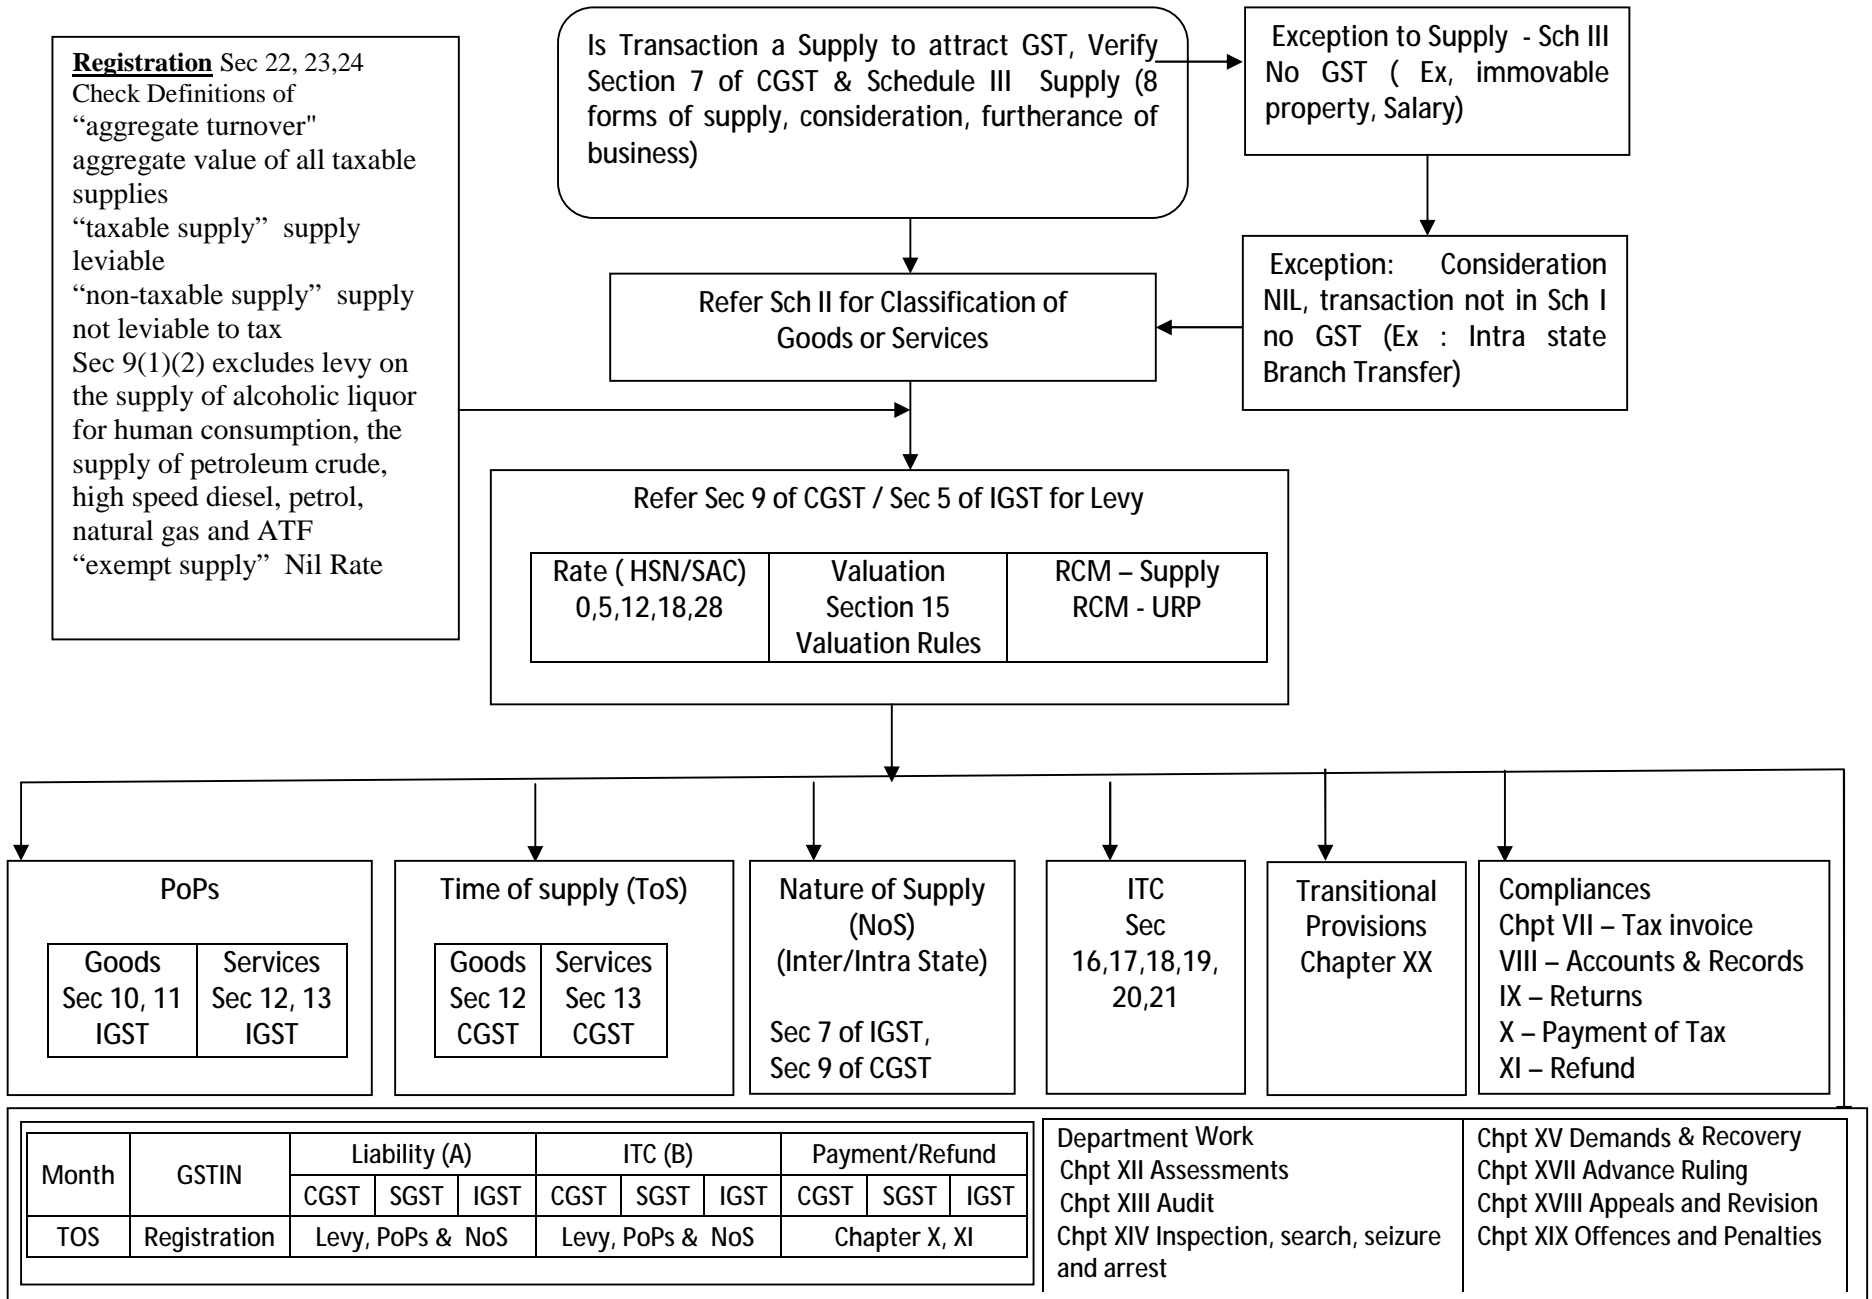 Registration Sec 22, 23,24
Check Definitions of
“aggregate turnover"
aggregate value of all taxable
supplies
“taxable supply” supply
leviable
“non-taxable supply” supply
not leviable to tax
Sec 9(1)(2) excludes levy on
the supply of alcoholic liquor
for human consumption, the
supply of petroleum crude,
high speed diesel, petrol,
natural gas and ATF
“exempt supply” Nil Rate
Is Transaction a Supply to attract GST, Verify
Section 7 of CGST & Schedule III Supply (8
forms of supply, consideration, furtherance of
business)
Exception to Supply - Sch III
No GST ( Ex, immovable
property, Salary)
Exception: Consideration
NIL, transaction not in Sch I
no GST (Ex : Intra state
Branch Transfer)
Refer Sch II for Classification of
Goods or Services
Refer Sec 9 of CGST / Sec 5 of IGST for Levy
Rate ( HSN/SAC)
0,5,12,18,28
Valuation
Section 15
Valuation Rules
RCM – Supply
RCM - URP
PoPs
Goods
Sec 10, 11
IGST
Services
Sec 12, 13
IGST
Time of supply (ToS)
Goods
Sec 12
CGST
Services
Sec 13
CGST
Nature of Supply
(NoS)
(Inter/Intra State)
Sec 7 of IGST,
Sec 9 of CGST
ITC
Sec
16,17,18,19,
20,21
Transitional
Provisions
Chapter XX
Compliances
Chpt VII – Tax invoice
VIII – Accounts & Records
IX – Returns
X – Payment of Tax
XI – Refund
Month GSTIN Liability (A) ITC (B) Payment/Refund
CGST SGST IGST CGST SGST IGST CGST SGST IGST
TOS Registration Levy, PoPs & NoS Levy, PoPs & NoS Chapter X, XI
Department Work
Chpt XII Assessments
Chpt XIII Audit
Chpt XIV Inspection, search, seizure
and arrest
Chpt XV Demands & Recovery
Chpt XVII Advance Ruling
Chpt XVIII Appeals and Revision
Chpt XIX Offences and Penalties